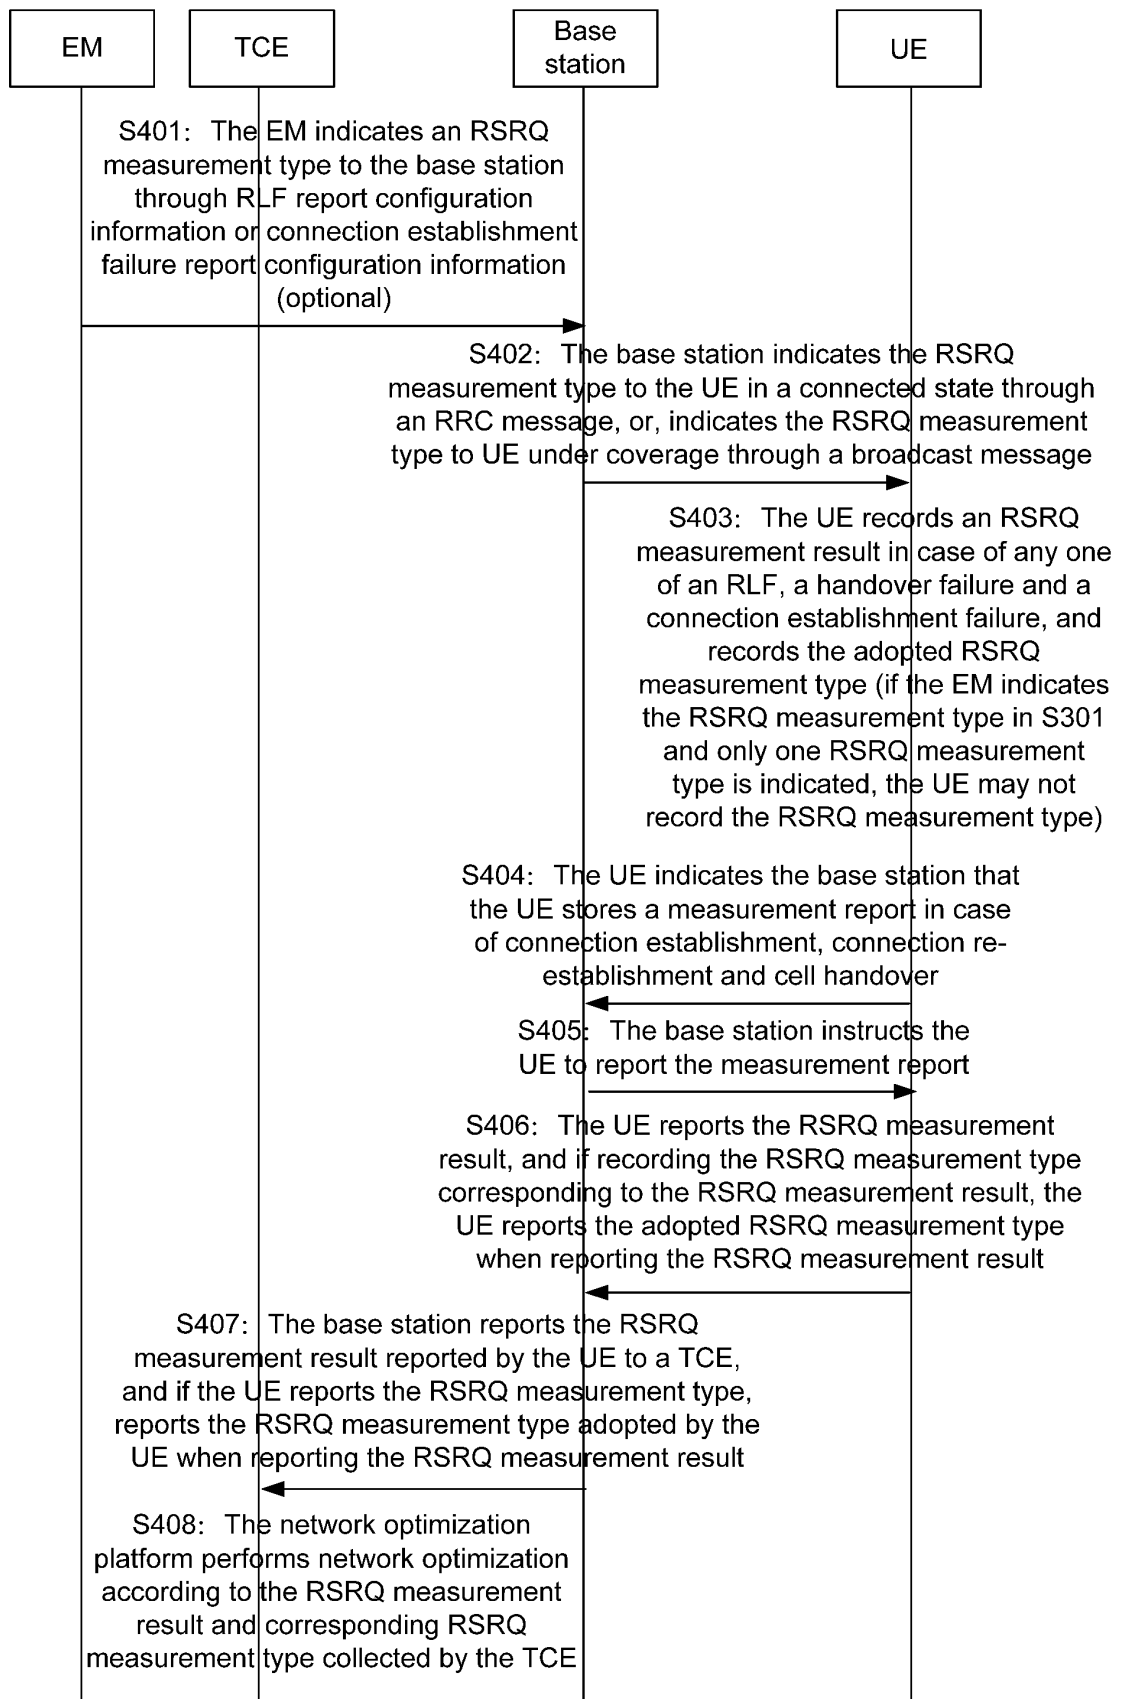 EM
TCE
Base
station
UE
S401: The EM indicates an RSRQ
measurement type to the base station
through RLF report configuration
information or connection establishment
failure report configuration information
(optional)
S402: The base station indicates the RSRQ
measurement type to the UE in a connected state through
an RRC message, or, indicates the RSRQ measurement
type to UE under coverage through a broadcast message
S403: The UE records an RSRQ
measurement result in case of any one
of an RLF, a handover failure and a
connection establishment failure, and
records the adopted RSRQ
measurement type (if the EM indicates
the RSRQ measurement type in S301
and only one RSRQ measurement
type is indicated, the UE may not
record the RSRQ measurement type)
S404: The UE indicates the base station that
the UE stores a measurement report in case
of connection establishment, connection re-
establishment and cell handover
S405: The base station instructs the
UE to report the measurement report
S406: The UE reports the RSRQ measurement
result, and if recording the RSRQ measurement type
corresponding to the RSRQ measurement result, the
UE reports the adopted RSRQ measurement type
when reporting the RSRQ measurement result
S407: The base station reports the RSRQ
measurement result reported by the UE to a TCE,
and if the UE reports the RSRQ measurement type,
reports the RSRQ measurement type adopted by the
UE when reporting the RSRQ measurement result
S408: The network optimization
platform performs network optimization
according to the RSRQ measurement
result and corresponding RSRQ
measurement type collected by the TCE